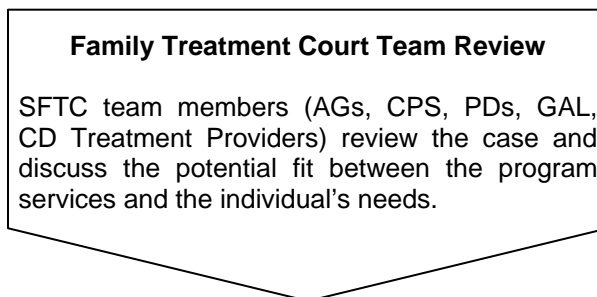 Family Treatment Court Team Review
SFTC team members (AGs, CPS, PDs, GAL,
CD Treatment Providers) review the case and
discuss the potential fit between the program
services and the individual's needs.